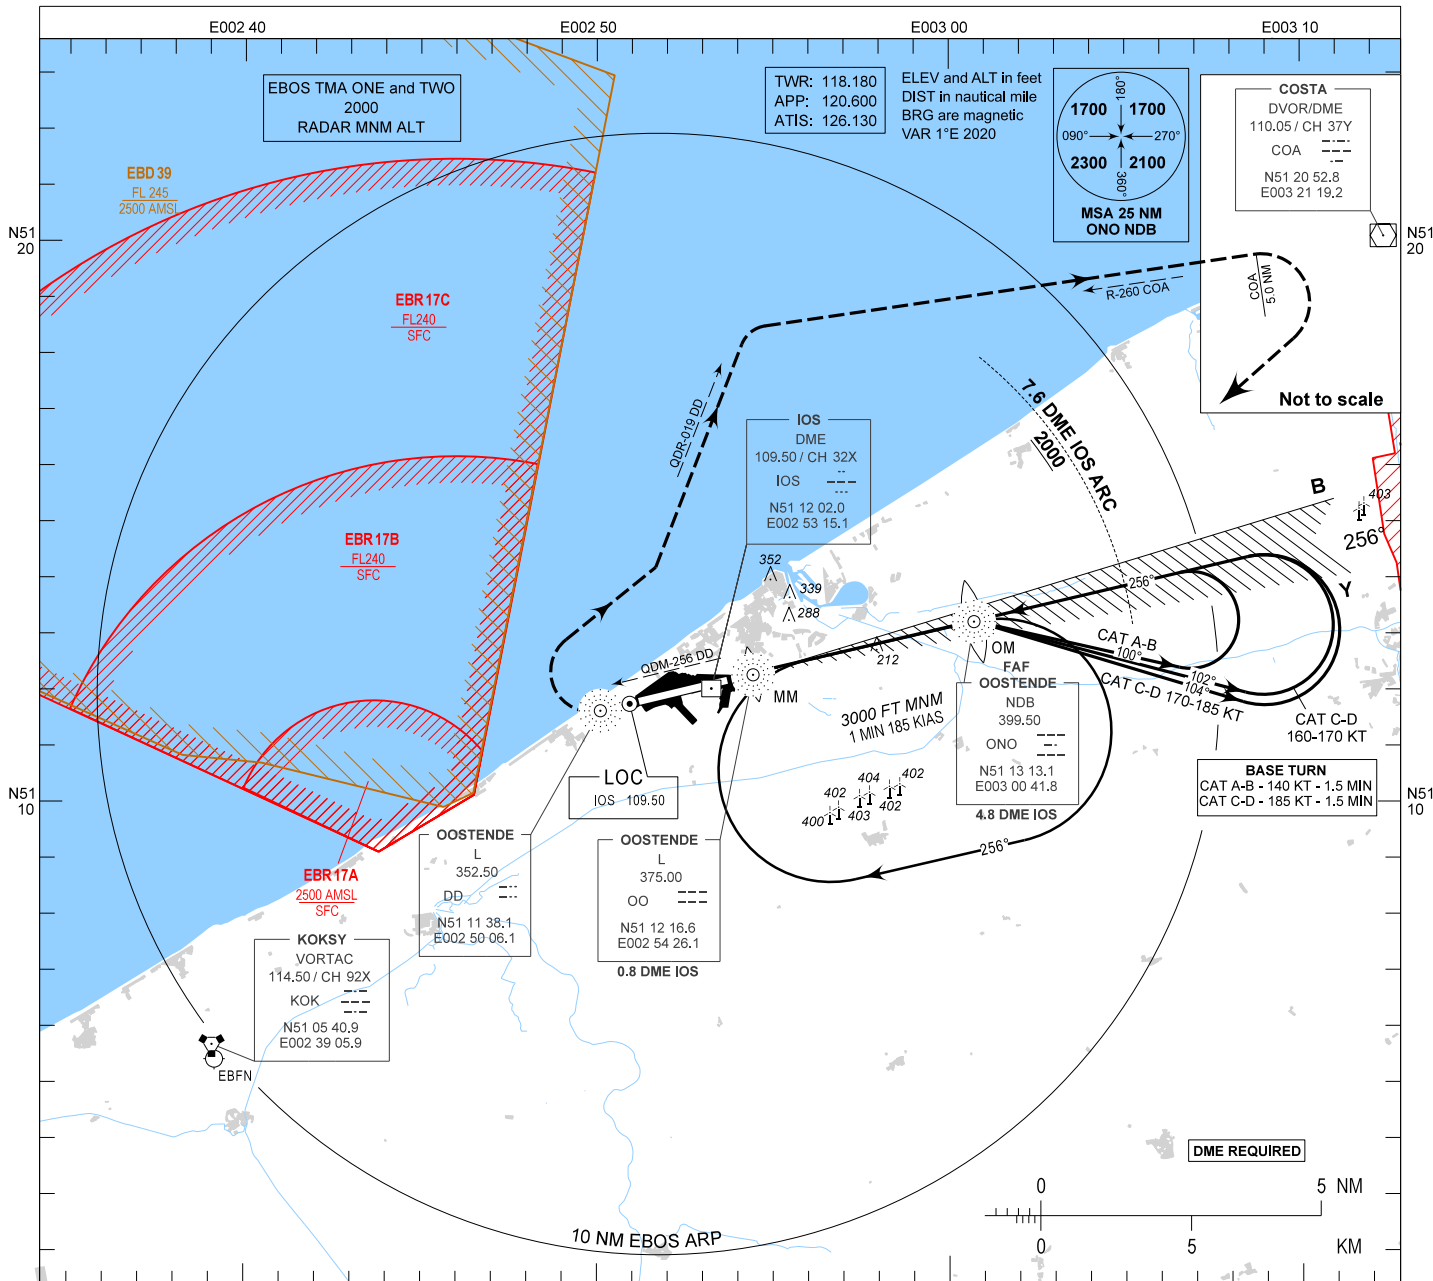 E002 40
E002 50
E003 00
E003 10
EBOS TMA ONE and TWO
2000
RADAR MNM ALT
TWR: 118.180
APP: 120.600
ATIS: 126.130
ELEV and ALT in feet
DIST in nautical mile
BRG are magnetic
VAR 1°E 2020
180°
1700 1700
090° 270°
2300 2100
360°
MSA 25 NM
ONO NDB
COSTA
DVOR/DME
110.05 / CH 37Y
COA
N51 20 52.8
E003 21 19.2
EBD 39
FL 245
2500 AMSL
N51
20
N51
20
COA
5.0 NM
R-260 COA
Not to scale
EBR 17C
FL240
SFC
QDR-019 DD
7.6 DME IOS ARC
2000
IOS
DME
109.50 / CH 32X
IOS
N51 12 02.0
E002 53 15.1
B
403
256°
EBR 17B
FL240
SFC
352
339
288
256°
Y
CAT A-B
100°
QDM-256 DD
212
OM
FAF
MM
102°
104°
CAT C-D 170-185 KT
CAT C-D
160-170 KT
OOSTENDE
NDB
399.50
ONO
N51 13 13.1
E003 00 41.8
4.8 DME IOS
3000 FT MNM
1 MIN 185 KIAS
LOC
IOS 109.50
BASE TURN
CAT A-B - 140 KT - 1.5 MIN
CAT C-D - 185 KT - 1.5 MIN
N51
10
N51
10
402
404
402
400
403
402
256°
OOSTENDE
L
352.50
DD
N51 11 38.1
E002 50 06.1
OOSTENDE
L
375.00
OO
N51 12 16.6
E002 54 26.1
0.8 DME IOS
EBR 17A
2500 AMSL
SFC
KOKSY
VORTAC
114.50 / CH 92X
KOK
N51 05 40.9
E002 39 05.9
EBFN
DME REQUIRED
0 5 NM
0 5 KM
10 NM EBOS ARP